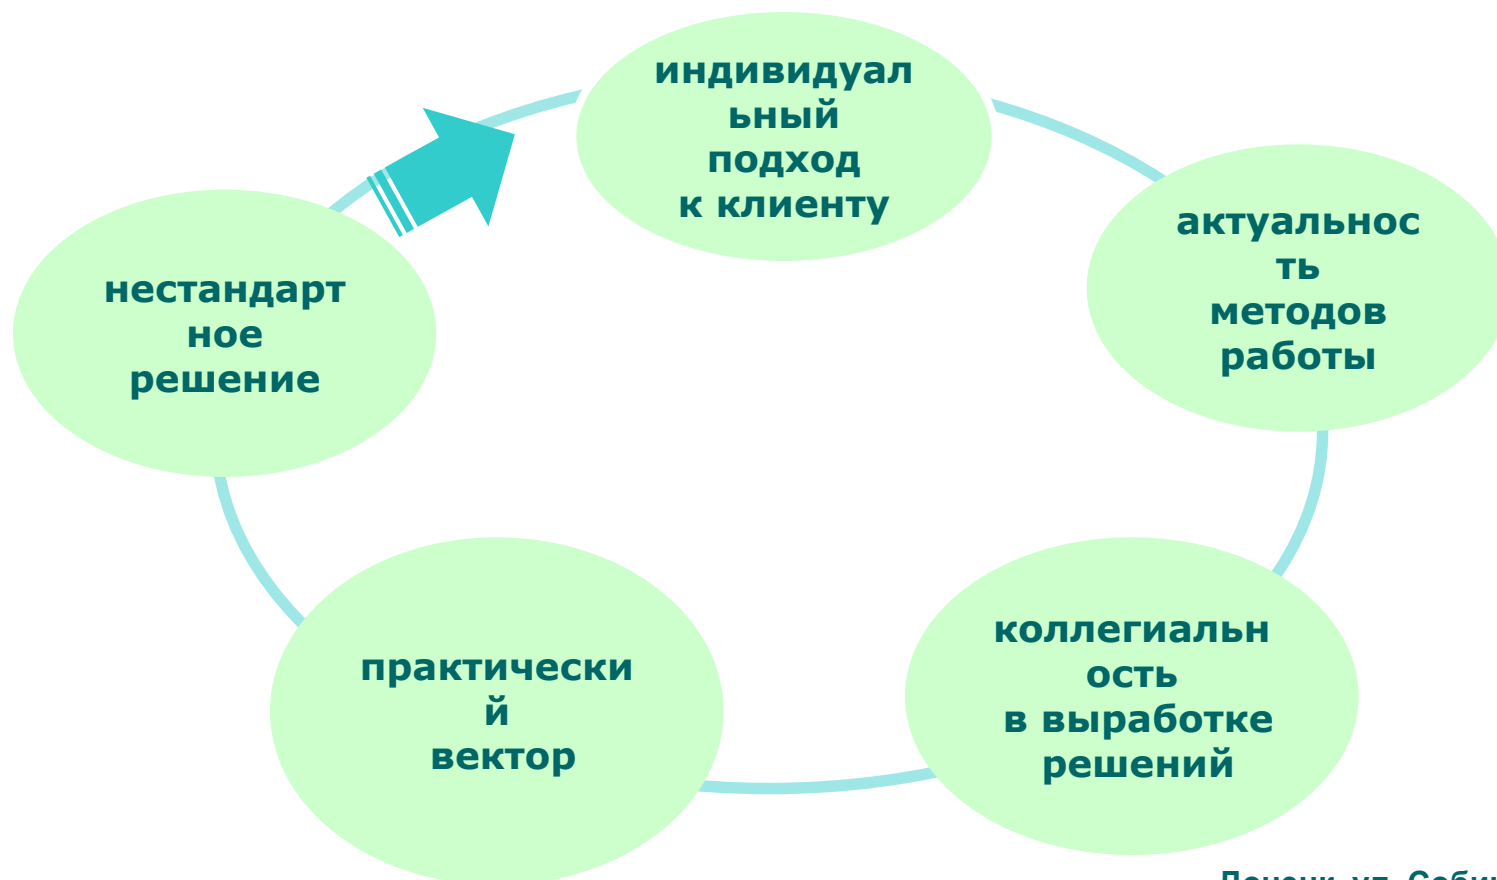 индивидуал
ьный
подход
к клиенту
актуальнос
ть
методов
работы
нестандарт
ное
решение
коллегиальн
ость
в выработке
решений
практически
й
вектор